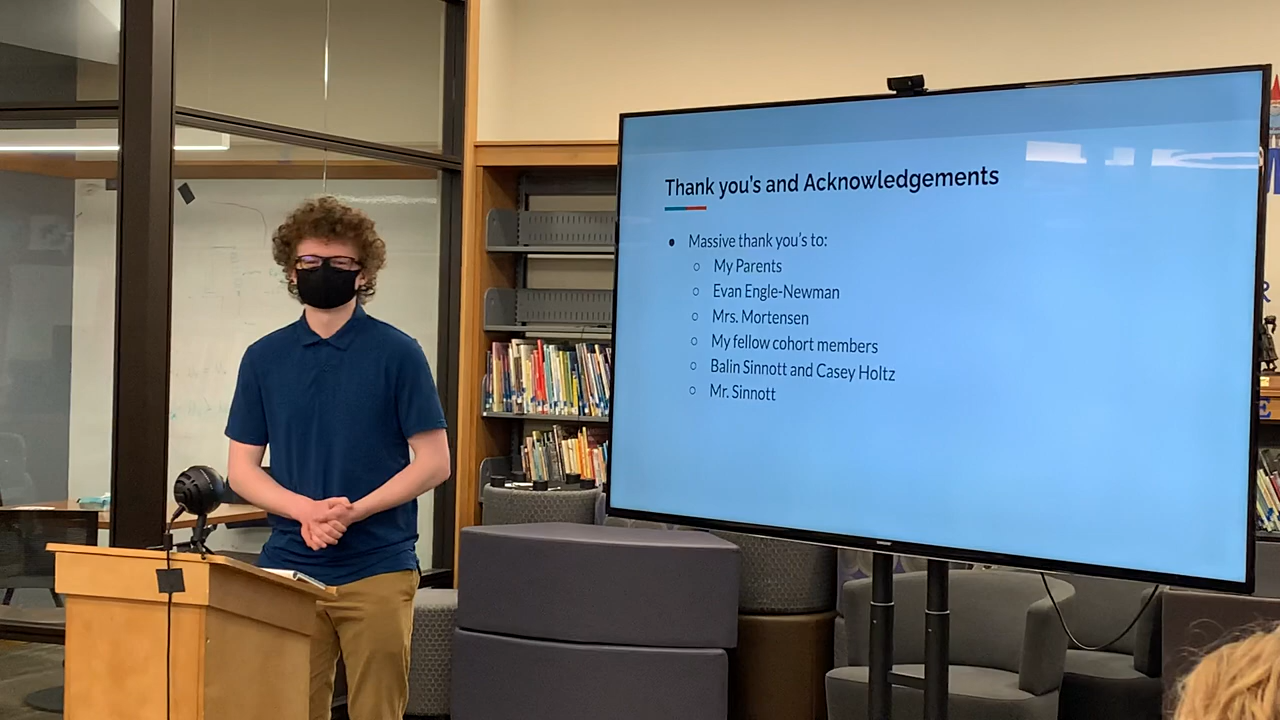 Thank you's and Acknowledgements
● Massive thank you's to:
○ My Parents
○ Evan Engle-Newman
○ Mrs. Mortensen
○ My fellow cohort members
○ Balin Sinnott and Casey Holtz
○ Mr. Sinnott